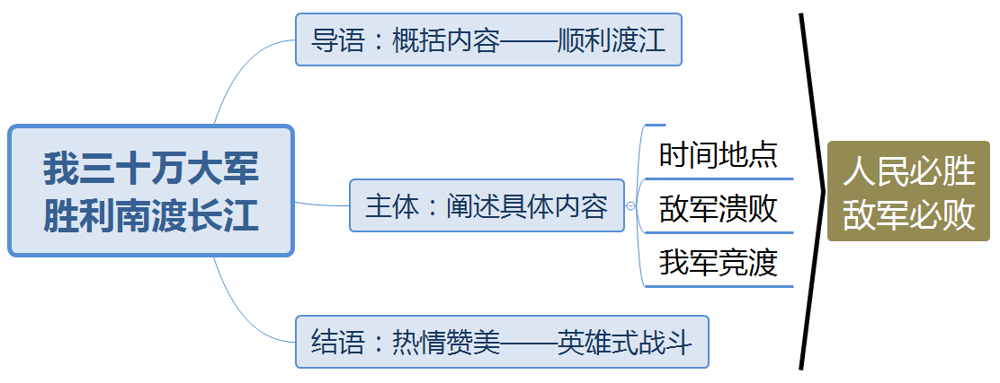 我三十万大军
胜利南渡长江
导语：概括内容——顺利渡江
主体：阐述具体内容
时间地点
敌军溃败
我军竞渡
结语：热情赞美——英雄式战斗
人民必胜
敌军必败